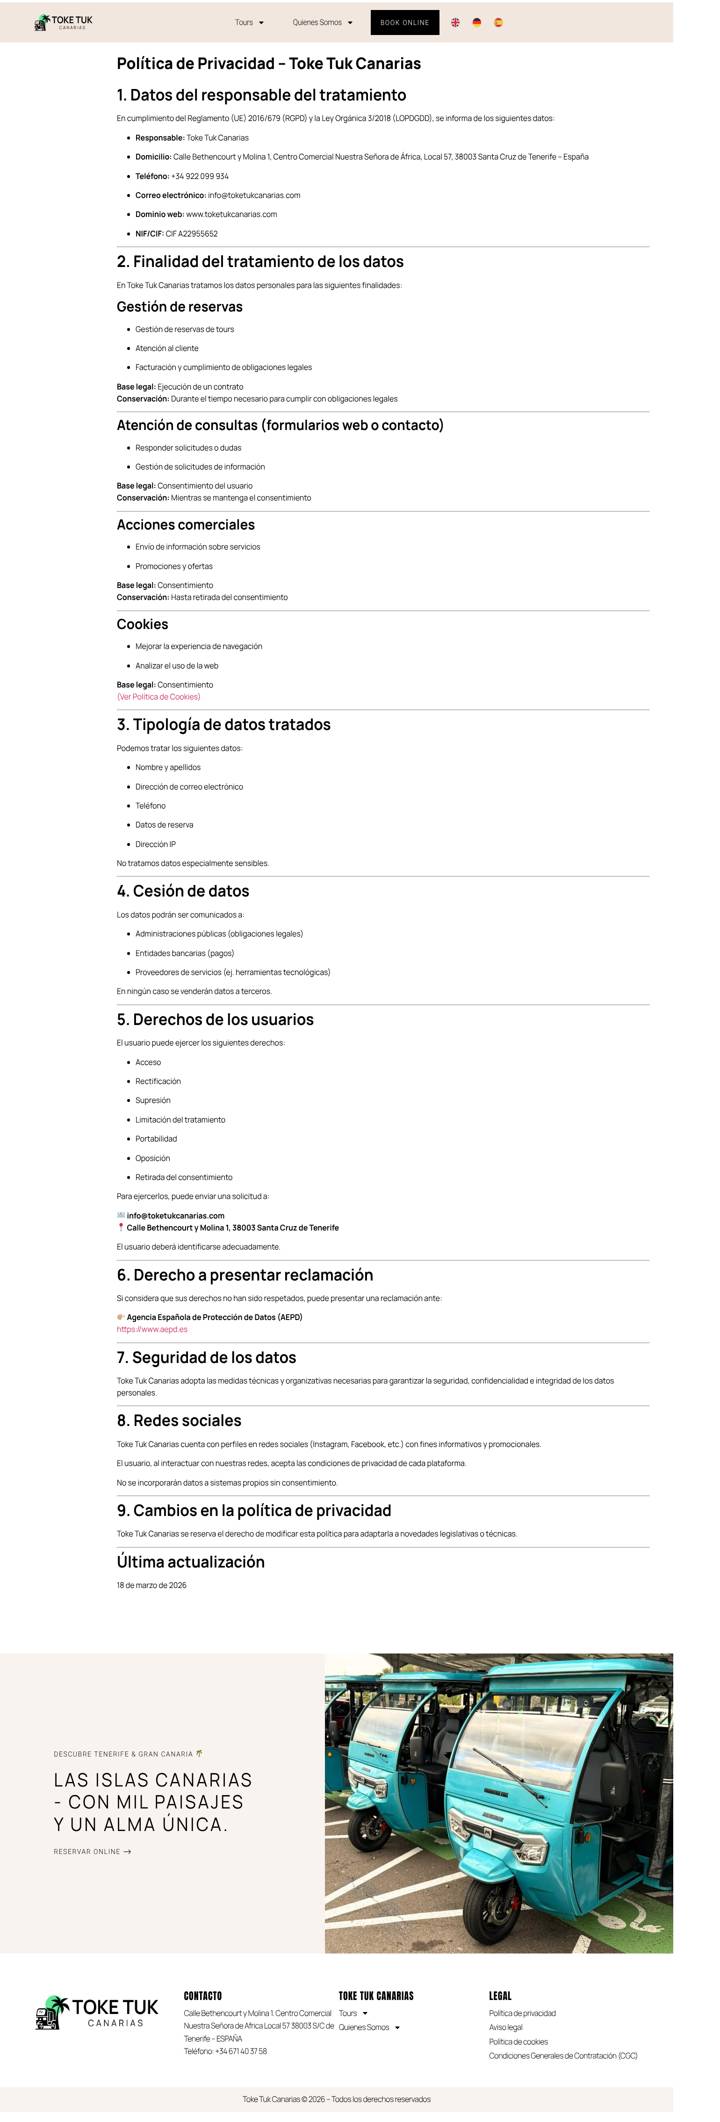 TOKE TUK
CANARIAS
Tours
Quienes Somos
BOOK ONLINE
Política de Privacidad – Toke Tuk Canarias
1. Datos del responsable del tratamiento
En cumplimiento del Reglamento (UE) 2016/679 (RGPD) y la Ley Orgánica 3/2018 (LOPDGDD), se informa de los siguientes datos:
Responsable: Toke Tuk Canarias
Domicilio: Calle Bethencourt y Molina 1, Centro Comercial Nuestra Señora de África, Local 57, 38003 Santa Cruz de Tenerife – España
Teléfono: +34 922 099 934
Correo electrónico: info@toketukcanarias.com
Dominio web: www.toketukcanarias.com
NIF/CIF: CIF A22955652
2. Finalidad del tratamiento de los datos
En Toke Tuk Canarias tratamos los datos personales para las siguientes finalidades:
Gestión de reservas
Gestión de reservas de tours
Atención al cliente
Facturación y cumplimiento de obligaciones legales
Base legal: Ejecución de un contrato
Conservación: Durante el tiempo necesario para cumplir con obligaciones legales
Atención de consultas (formularios web o contacto)
Responder solicitudes o dudas
Gestión de solicitudes de información
Base legal: Consentimiento del usuario
Conservación: Mientras se mantenga el consentimiento
Acciones comerciales
Envío de información sobre servicios
Promociones y ofertas
Base legal: Consentimiento
Conservación: Hasta retirada del consentimiento
Cookies
Mejorar la experiencia de navegación
Analizar el uso de la web
Base legal: Consentimiento
(Ver Política de Cookies)
3. Tipología de datos tratados
Podemos tratar los siguientes datos:
Nombre y apellidos
Dirección de correo electrónico
Teléfono
Datos de reserva
Dirección IP
No tratamos datos especialmente sensibles.
4. Cesión de datos
Los datos podrán ser comunicados a:
Administraciones públicas (obligaciones legales)
Entidades bancarias (pagos)
Proveedores de servicios (ej. herramientas tecnológicas)
En ningún caso se venderán datos a terceros.
5. Derechos de los usuarios
El usuario puede ejercer los siguientes derechos:
Acceso
Rectificación
Supresión
Limitación del tratamiento
Portabilidad
Oposición
Retirada del consentimiento
Para ejercerlos, puede enviar una solicitud a:
info@toketukcanarias.com
Calle Bethencourt y Molina 1, 38003 Santa Cruz de Tenerife
El usuario deberá identificarse adecuadamente.
6. Derecho a presentar reclamación
Si considera que sus derechos no han sido respetados, puede presentar una reclamación ante:
Agencia Española de Protección de Datos (AEPD)
https://www.aepd.es
7. Seguridad de los datos
Toke Tuk Canarias adopta las medidas técnicas y organizativas necesarias para garantizar la seguridad, confidencialidad e integridad de los datos
personales.
8. Redes sociales
Toke Tuk Canarias cuenta con perfiles en redes sociales (Instagram, Facebook, etc.) con fines informativos y promocionales.
El usuario, al interactuar con nuestras redes, acepta las condiciones de privacidad de cada plataforma.
No se incorporarán datos a sistemas propios sin consentimiento.
9. Cambios en la política de privacidad
Toke Tuk Canarias se reserva el derecho de modificar esta política para adaptarla a novedades legislativas o técnicas.
Última actualización
18 de marzo de 2026
DESCUBRE TENERIFE & GRAN CANARIA
LAS ISLAS CANARIAS
- CON MIL PAISAJES
Y UN ALMA ÚNICA.
RESERVAR ONLINE
TOKE TUK
CANARIAS
CONTACTO
Calle Bethencourt y Molina 1. Centro Comercial
Nuestra Señora de Africa Local 57 38003 S/C de
Tenerife – ESPAÑA
Teléfono: +34 671 40 37 58
TOKE TUK CANARIAS
Tours
Quienes Somos
LEGAL
Política de privacidad
Aviso legal
Política de cookies
Condiciones Generales de Contratación (CGC)
Toke Tuk Canarias © 2026 – Todos los derechos reservados